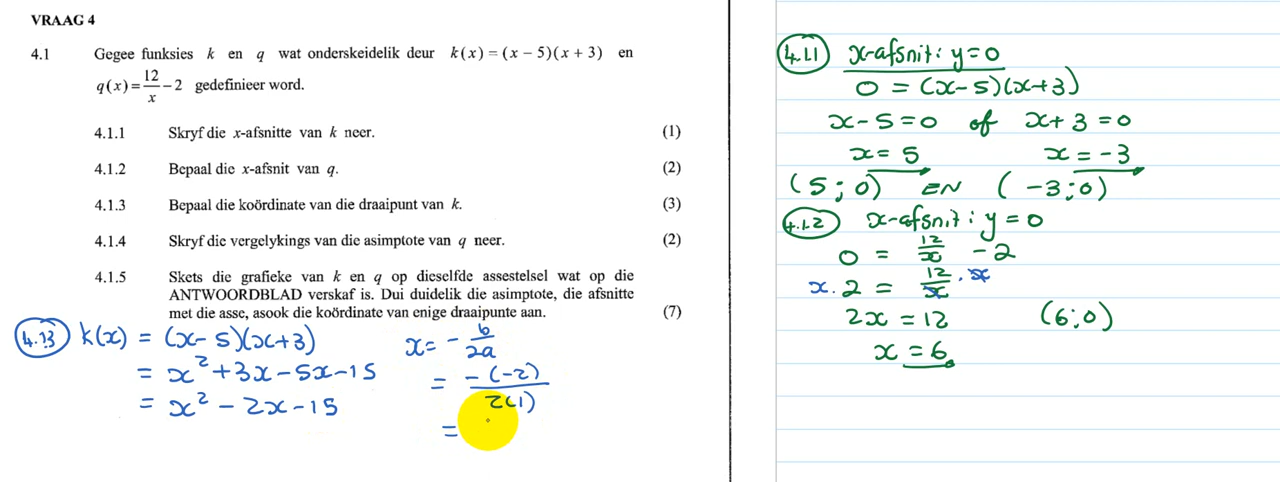 VRAAG 4
4.1 Gegee funksies k en q wat onderskeidelik deur k(x) = (x − 5)(x + 3) en
q(x) = 12/x − 2 gedefinieer word.
4.1.1 Skryf die x-afsnitte van k neer. (1)
4.1.2 Bepaal die x-afsnit van q. (2)
4.1.3 Bepaal die koördinate van die draaipunt van k. (3)
4.1.4 Skryf die vergelykings van die asimptote van q neer. (2)
4.1.5 Skets die grafieke van k en q op dieselfde assestelsel wat op die
ANTWOORDBLAD verskaf is. Dui duidelik die asimptote, die afsnitte
met die asse, asook die koördinate van enige draaipunte aan. (7)
4.1.3 k(x) = (x−5)(x+3)
= x² + 3x − 5x − 15
= x² − 2x − 15
x = − b/2a
= −(−2)/2(1)
=
4.1.1 x-afsnit: y = 0
0 = (x−5)(x+3)
x − 5 = 0 of x + 3 = 0
x = 5 x = −3
(5;0) EN (−3;0)
4.1.2 x-afsnit: y = 0
0 = 12/x − 2
x. 2 = 12/x . x
2x = 12 (6;0)
x = 6